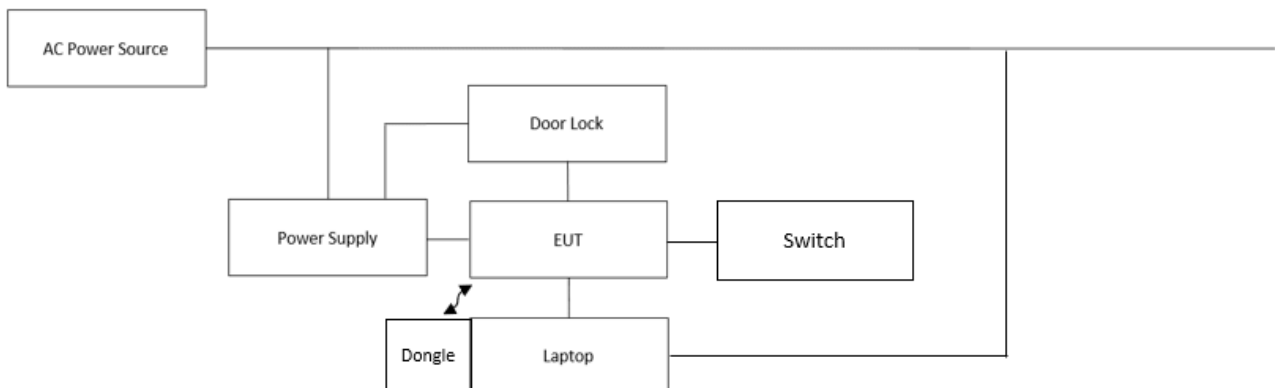 AC Power Source
Door Lock
Power Supply
EUT
Switch
Dongle
Laptop